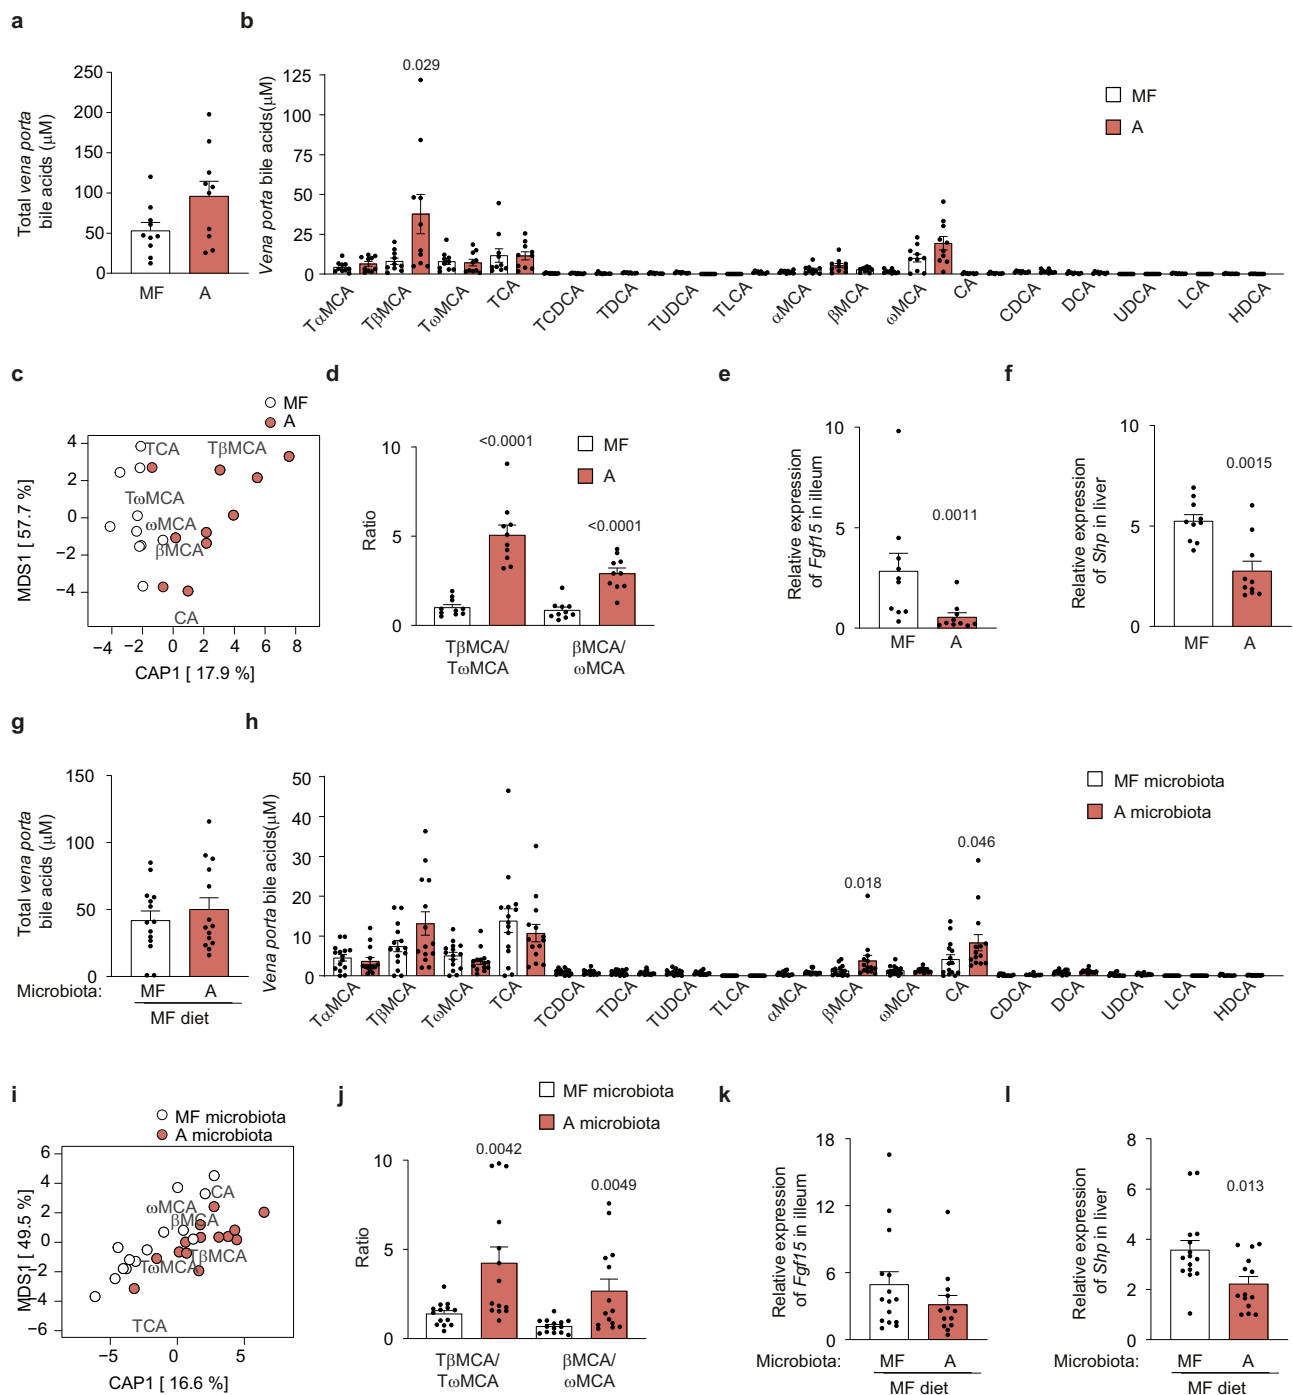 a
b
250
200
150
100
50
0
Total vena porta
bile acids (μM)
MF
A
125
100
75
50
25
0
Vena porta bile acids(μM)
0.029
MF
A
TαMCA
TβMCA
TωMCA
TCA
TCDCA
TDCA
TUDCA
TLCA
αMCA
βMCA
ωMCA
CA
CDCA
DCA
UDCA
LCA
HDCA
c
d
e
f
MF
A
4
2
0
−2
−4
MDS1 [ 57.7 %]
TCA
TβMCA
TωMCA
ωMCA
βMCA
CA
−4
−2
0
2
4
6
8
CAP1 [ 17.9 %]
10
5
0
Ratio
<0.0001
<0.0001
MF
A
TβMCA/
TωMCA
βMCA/
ωMCA
10
5
0
Relative expression
of Fgf15 in illeum
0.0011
MF
A
10
5
0
Relative expression
of Shp in liver
0.0015
MF
A
g
h
150
100
50
0
Total vena porta
bile acids (μM)
Microbiota:
MF
A
MF diet
50
40
30
20
10
0
Vena porta bile acids(μM)
MF microbiota
A microbiota
0.018
0.046
TαMCA
TβMCA
TωMCA
TCA
TCDCA
TDCA
TUDCA
TLCA
αMCA
βMCA
ωMCA
CA
CDCA
DCA
UDCA
LCA
HDCA
i
j
k
l
MF microbiota
A microbiota
6
4
2
0
−2
−4
−6
MDS1 [ 49.5 %]
CA
ωMCA
βMCA
TβMCA
TωMCA
TCA
−5
0
5
CAP1 [ 16.6 %]
MF microbiota
A microbiota
10
5
0
Ratio
0.0042
0.0049
TβMCA/
TωMCA
βMCA/
ωMCA
18
12
6
0
Relative expression
of Fgf15 in illeum
Microbiota:
MF
A
MF diet
8
6
4
2
0
Relative expression
of Shp in liver
0.013
Microbiota:
MF
A
MF diet